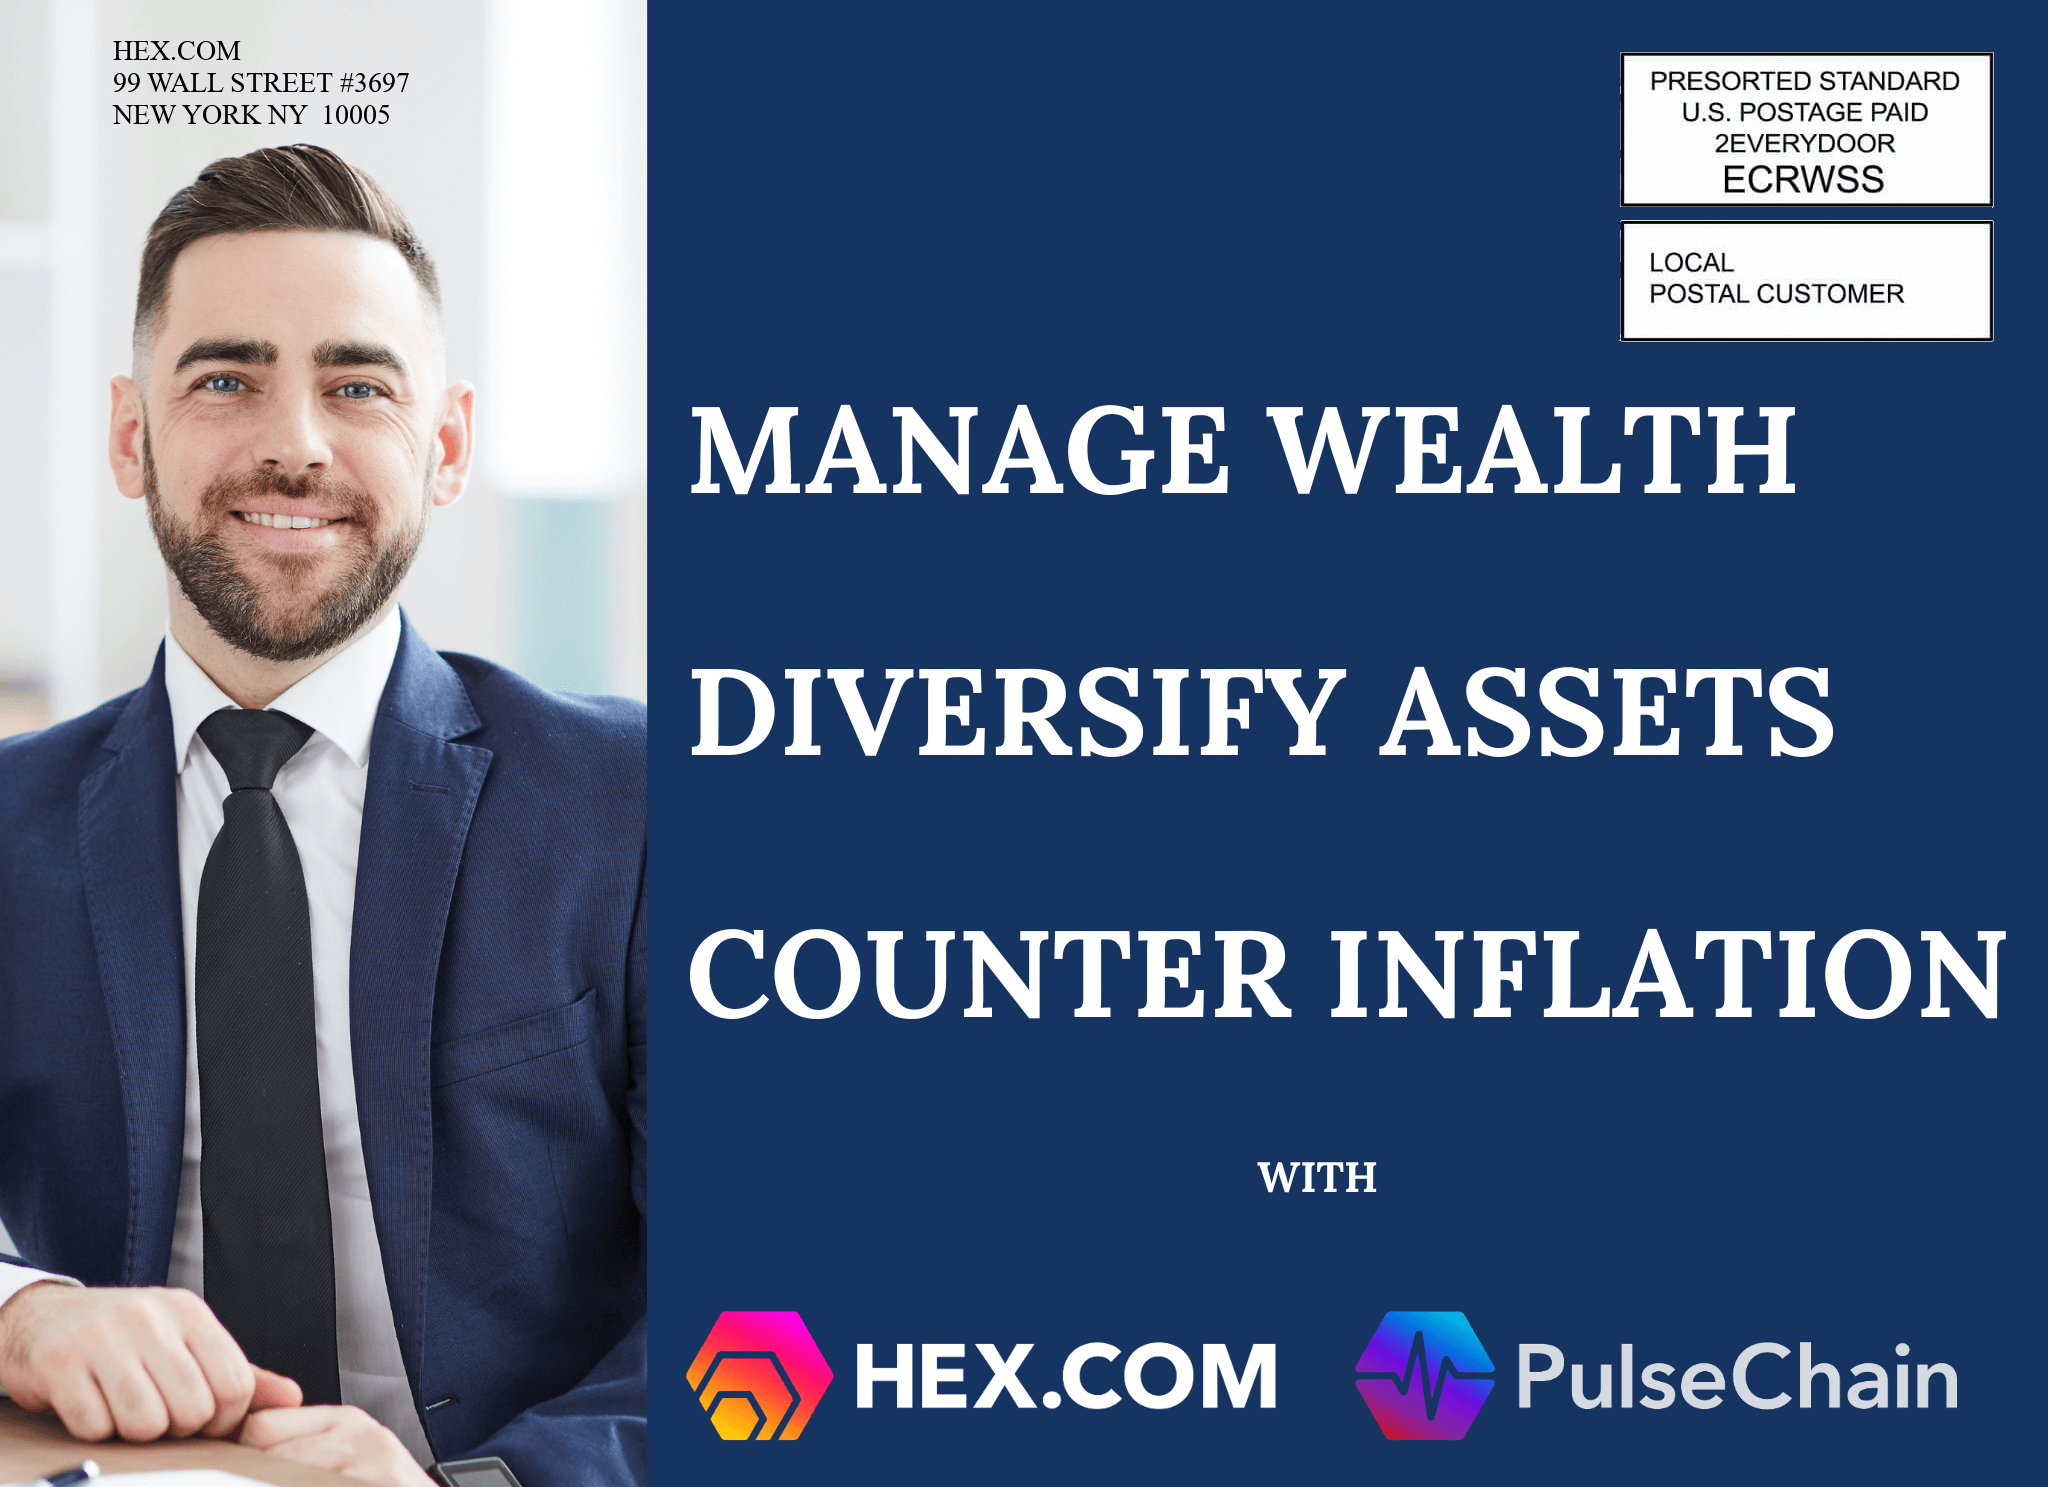 HEX.COM
99 WALL STREET #3697
NEW YORK NY  10005
PRESORTED STANDARD
U.S. POSTAGE PAID
2EVERYDOOR
ECRWSS
LOCAL
POSTAL CUSTOMER
MANAGE WEALTH
DIVERSIFY ASSETS
COUNTER INFLATION
WITH
HEX.COM
PulseChain